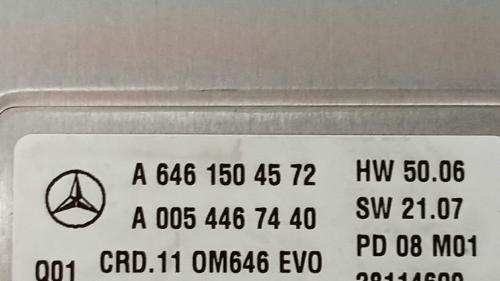 A 646 150 45 72
A 005 446 74 40
Q01 CRD.11 OM646 EVO
HW 50.06
SW 21.07
PD 08 M01